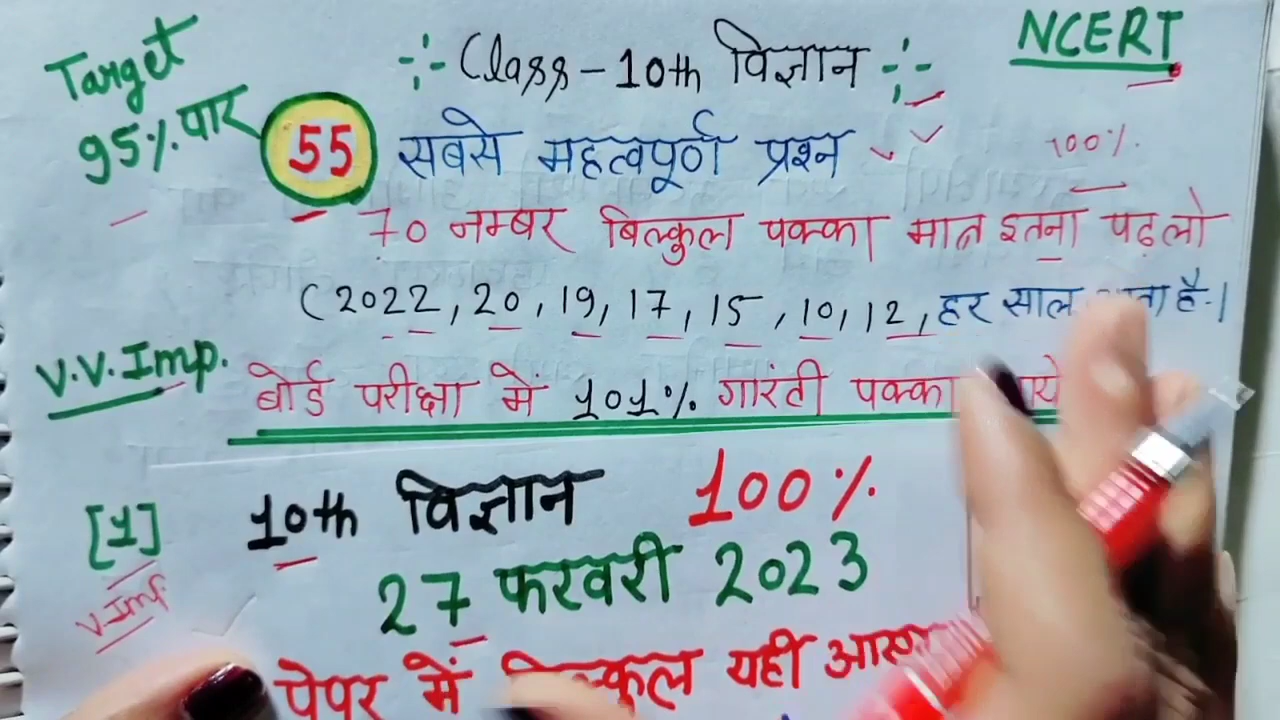 Target
95% पार
-:- Class - 10th विज्ञान -:-
NCERT
55 सबसे महत्वपूर्ण प्रश्न
100%
70 नम्बर बिल्कुल पक्का मात्र इतना पढ़ लो
(2022, 20, 19, 17, 15, 10, 12, हर साल है।
V.V.Imp.
बोर्ड परीक्षा में 101% गारंटी पक्का
[1]
V.Imp.
10th विज्ञान 100%
27 फरवरी 2023
पेपर में बिल्कुल यही